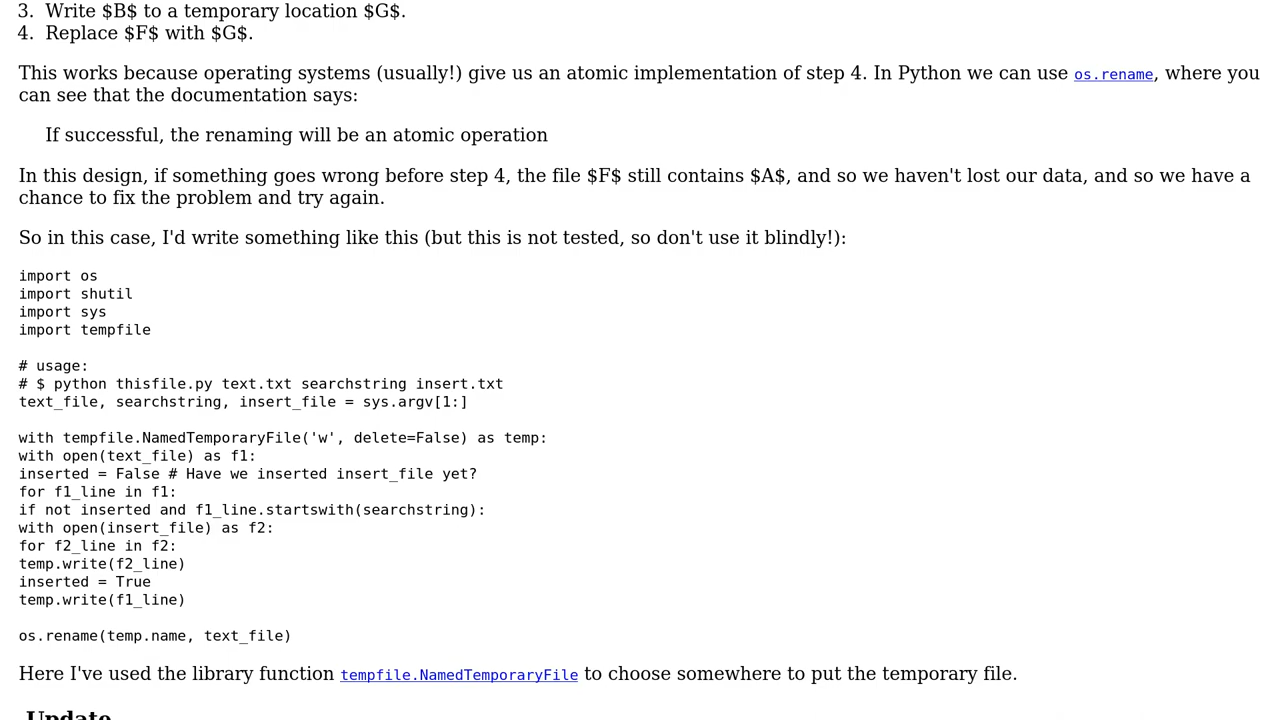 3. Write $B$ to a temporary location $G$.
4. Replace $F$ with $G$.
This works because operating systems (usually!) give us an atomic implementation of step 4. In Python we can use os.rename, where you
can see that the documentation says:
If successful, the renaming will be an atomic operation
In this design, if something goes wrong before step 4, the file $F$ still contains $A$, and so we haven't lost our data, and so we have a
chance to fix the problem and try again.
So in this case, I'd write something like this (but this is not tested, so don't use it blindly!):
import os
import shutil
import sys
import tempfile
# usage:
# $ python thisfile.py text.txt searchstring insert.txt
text_file, searchstring, insert_file = sys.argv[1:]
with tempfile.NamedTemporaryFile('w', delete=False) as temp:
with open(text_file) as f1:
inserted = False # Have we inserted insert_file yet?
for f1_line in f1:
if not inserted and f1_line.startswith(searchstring):
with open(insert_file) as f2:
for f2_line in f2:
temp.write(f2_line)
inserted = True
temp.write(f1_line)
os.rename(temp.name, text_file)
Here I've used the library function tempfile.NamedTemporaryFile to choose somewhere to put the temporary file.
Update